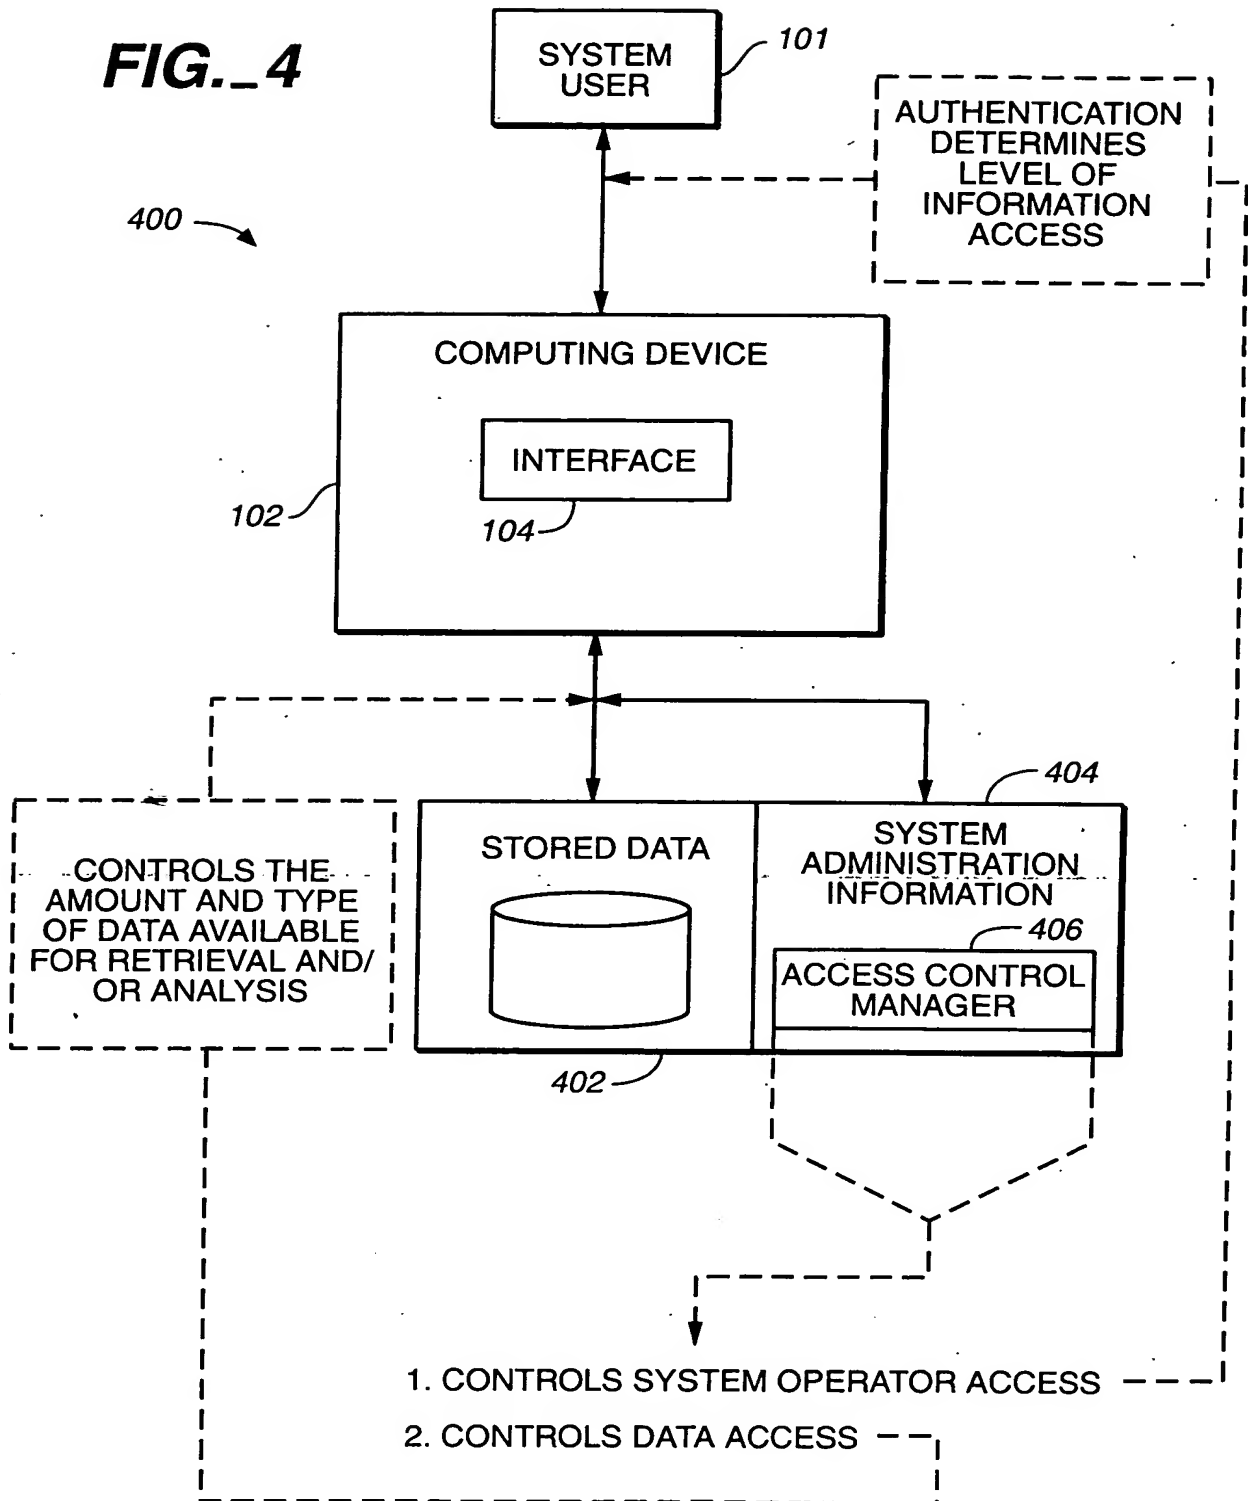 FIG._4
SYSTEM
USER
101
AUTHENTICATION
DETERMINES
LEVEL OF
INFORMATION
ACCESS
400
COMPUTING DEVICE
INTERFACE
102
104
404
CONTROLS THE
AMOUNT AND TYPE
OF DATA AVAILABLE
FOR RETRIEVAL AND/
OR ANALYSIS
STORED DATA
SYSTEM
ADMINISTRATION
INFORMATION
406
ACCESS CONTROL
MANAGER
402
1. CONTROLS SYSTEM OPERATOR ACCESS
2. CONTROLS DATA ACCESS